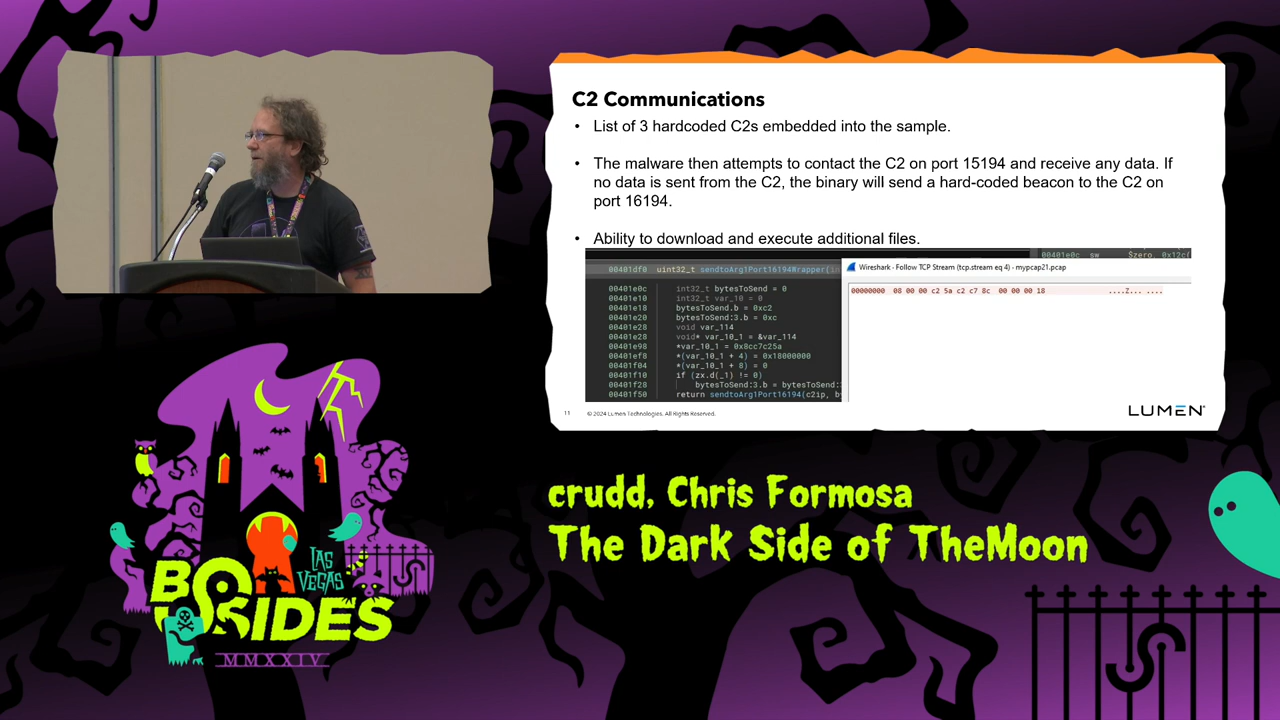 C2 Communications
• List of 3 hardcoded C2s embedded into the sample.
• The malware then attempts to contact the C2 on port 15194 and receive any data. If
no data is sent from the C2, the binary will send a hard-coded beacon to the C2 on
port 16194.
• Ability to download and execute additional files.
00401e0c sw $zero, 0x12c(
00401df0 uint32_t sendtoArg1Port16194Wrapper(in
00401e0c int32_t bytesToSend = 0
00401e10 int32_t var_10 = 0
00401e18 bytesToSend.b = 0xc2
00401e20 bytesToSend:3.b = 0xc
00401e28 void var_114
00401e28 void* var_10_1 = &var_114
00401e98 *var_10_1 = 0x8cc7c25a
00401ef8 *(var_10_1 + 4) = 0x18000000
00401f04 *(var_10_1 + 8) = 0
00401f10 if (zx.d(_1) != 0)
00401f28 bytesToSend:3.b = bytesToSend:
00401f50 return sendtoArg1Port16194(c2ip, b
Wireshark - Follow TCP Stream (tcp.stream eq 4) - mypcap21.pcap
00000000 08 00 00 c2 5a c2 c7 8c 00 00 00 18 ....Z... ....
11 © 2024 Lumen Technologies. All Rights Reserved.
LUMEN®
crudd, Chris Formosa
The Dark Side of TheMoon
LAS
VEGAS
BSIDES
MMXXIV